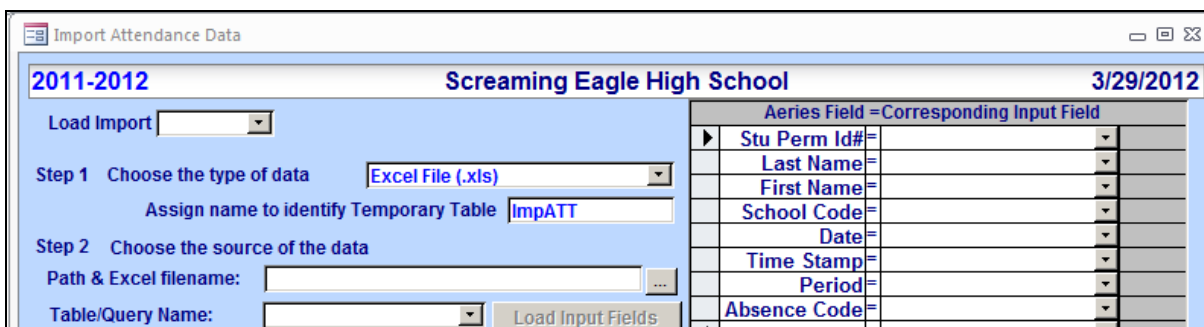 Import Attendance Data
2011-2012 Screaming Eagle High School 3/29/2012
Load Import
Step 1 Choose the type of data Excel File (.xls)
Assign name to identify Temporary Table ImpATT
Step 2 Choose the source of the data
Path & Excel filename: ...
Table/Query Name: Load Input Fields
Aeries Field =Corresponding Input Field
Stu Perm Id#=
Last Name=
First Name=
School Code=
Date=
Time Stamp=
Period=
Absence Code=